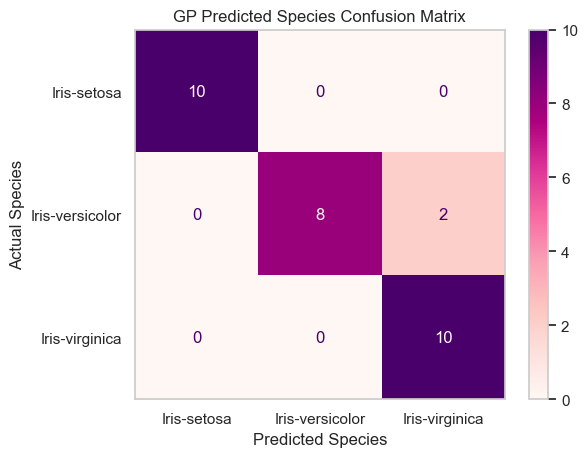 GP Predicted Species Confusion Matrix
Actual Species
Iris-setosa
10 0 0
Iris-versicolor
0 8 2
Iris-virginica
0 0 10
Iris-setosa Iris-versicolor Iris-virginica
Predicted Species
10
8
6
4
2
0